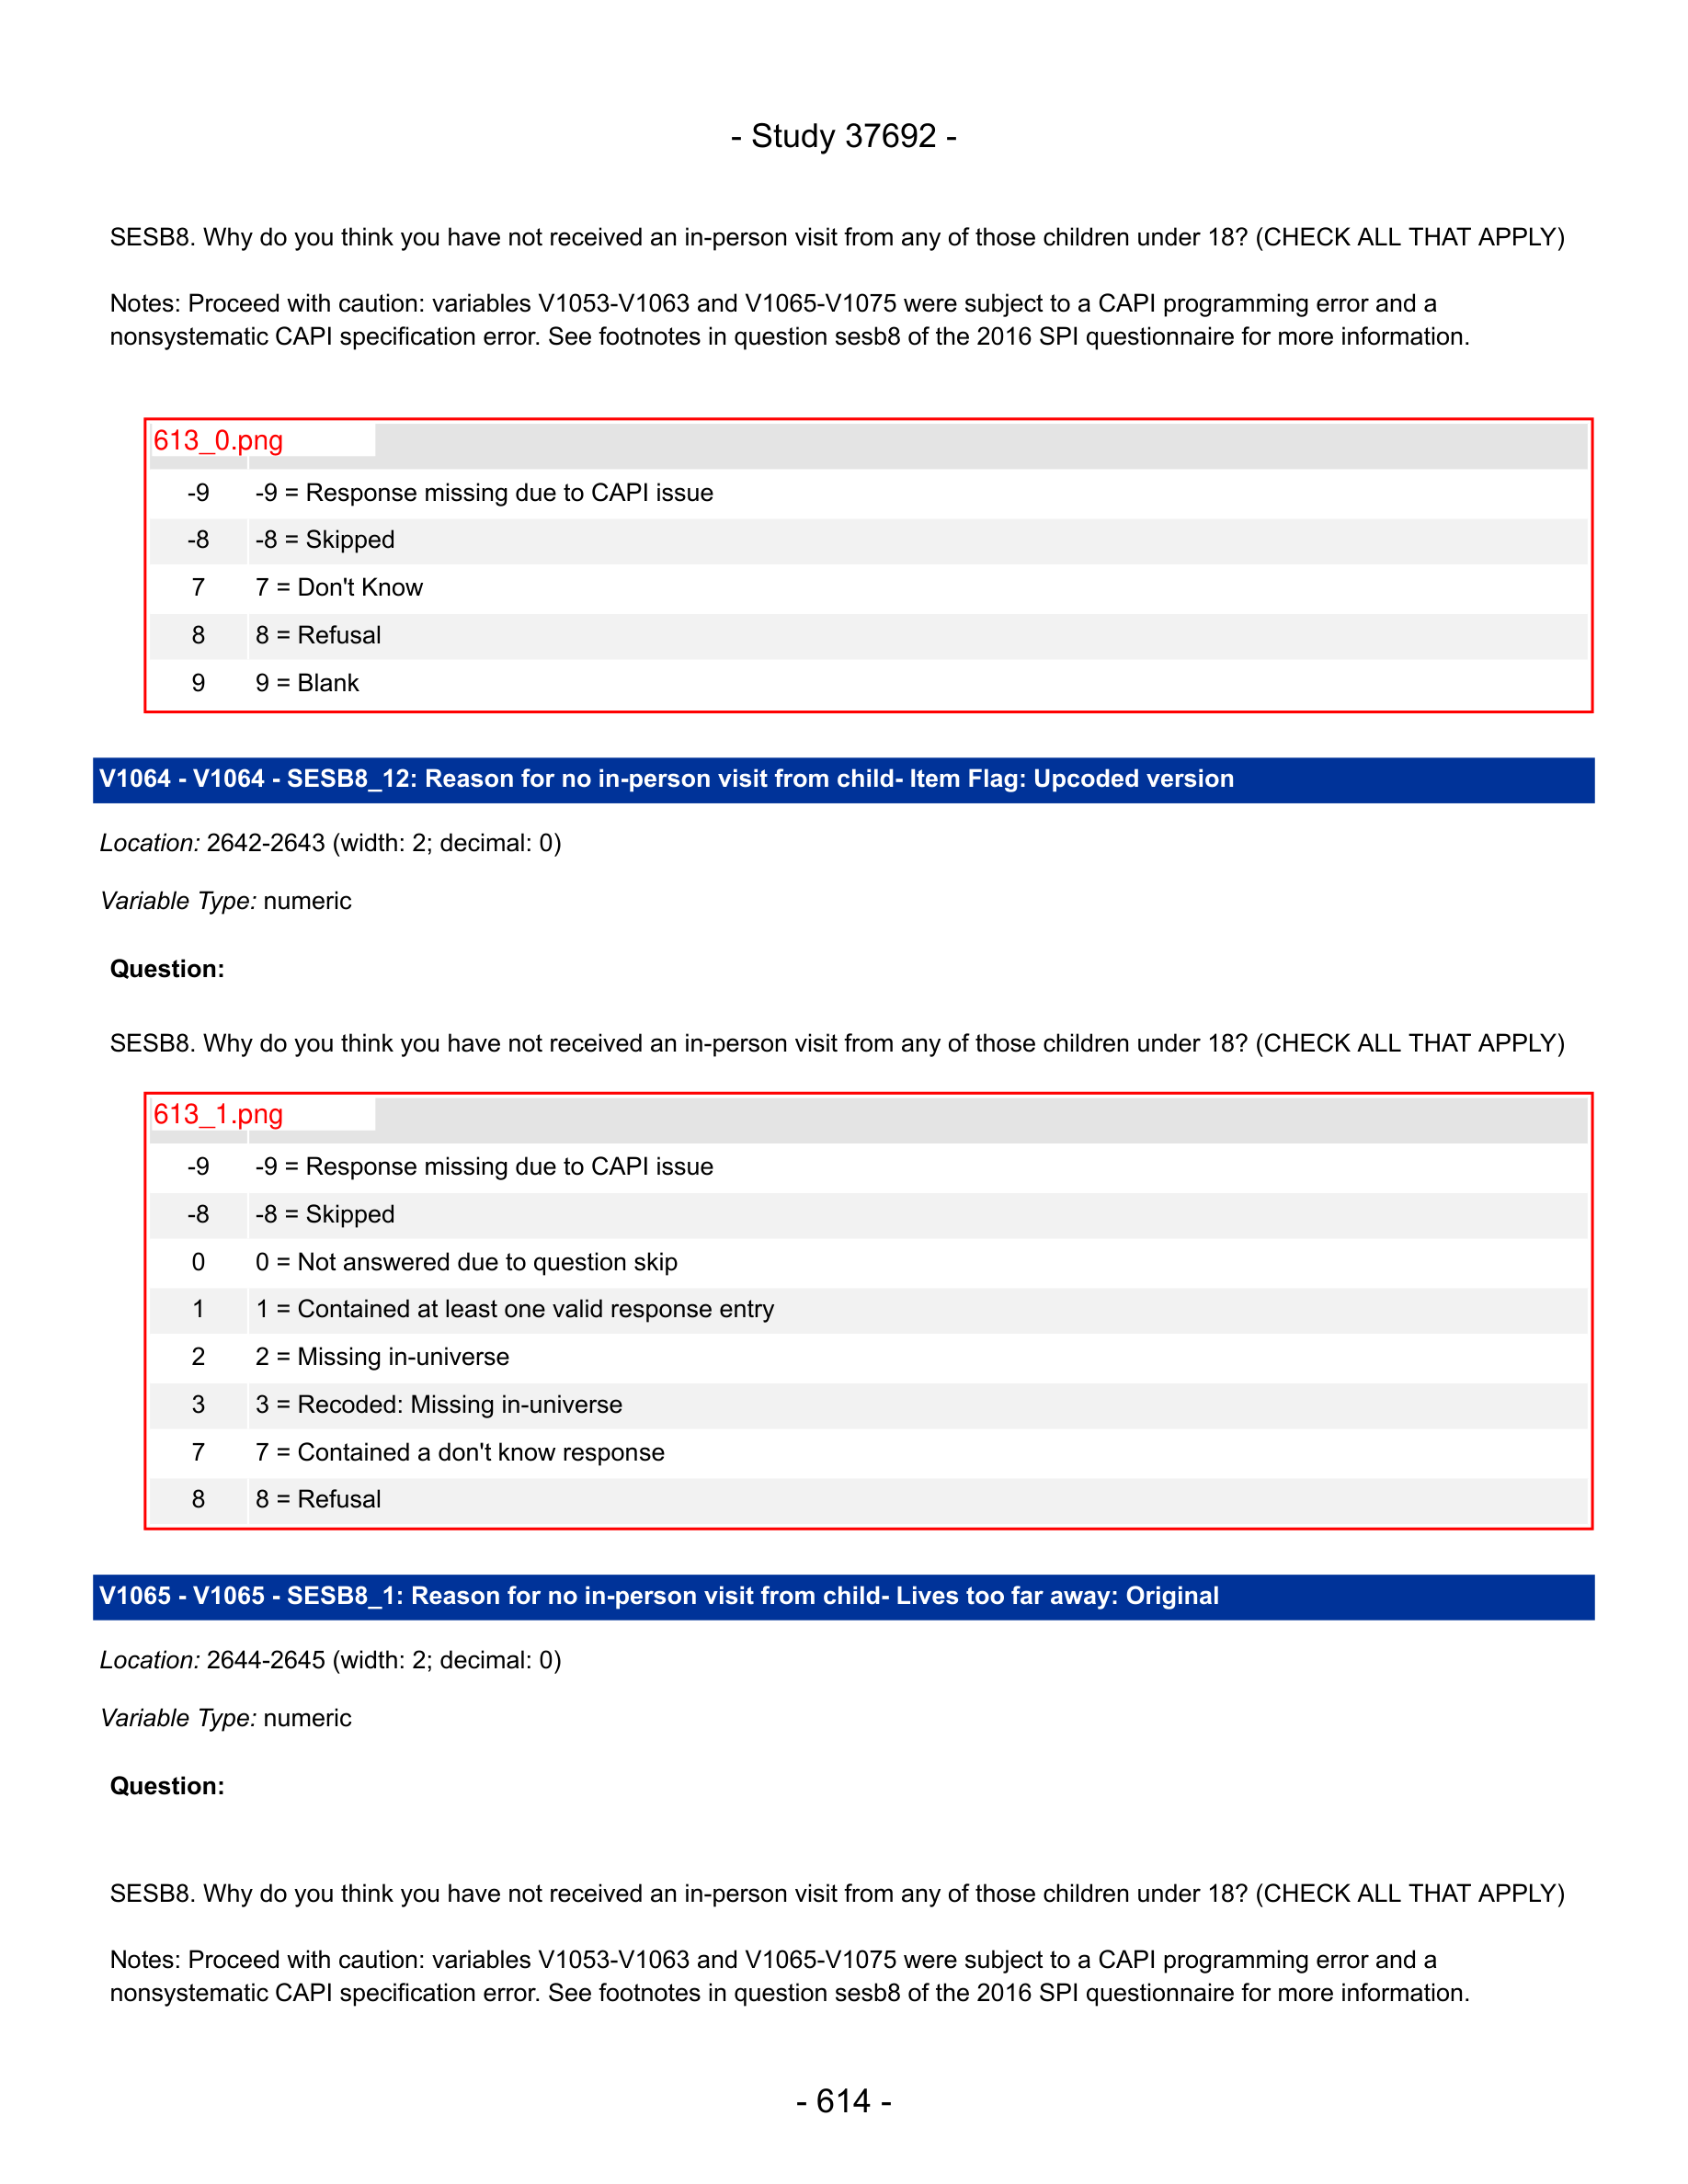 - Study 37692 -
SESB8. Why do you think you have not received an in-person visit from any of those children under 18? (CHECK ALL THAT APPLY)
Notes: Proceed with caution: variables V1053-V1063 and V1065-V1075 were subject to a CAPI programming error and a
nonsystematic CAPI specification error. See footnotes in question sesb8 of the 2016 SPI questionnaire for more information.
613_0.png
-9 -9 = Response missing due to CAPI issue
-8 -8 = Skipped
7 7 = Don't Know
8 8 = Refusal
9 9 = Blank
V1064 - V1064 - SESB8_12: Reason for no in-person visit from child- Item Flag: Upcoded version
Location: 2642-2643 (width: 2; decimal: 0)
Variable Type: numeric
Question:
SESB8. Why do you think you have not received an in-person visit from any of those children under 18? (CHECK ALL THAT APPLY)
613_1.png
-9 -9 = Response missing due to CAPI issue
-8 -8 = Skipped
0 0 = Not answered due to question skip
1 1 = Contained at least one valid response entry
2 2 = Missing in-universe
3 3 = Recoded: Missing in-universe
7 7 = Contained a don't know response
8 8 = Refusal
V1065 - V1065 - SESB8_1: Reason for no in-person visit from child- Lives too far away: Original
Location: 2644-2645 (width: 2; decimal: 0)
Variable Type: numeric
Question:
SESB8. Why do you think you have not received an in-person visit from any of those children under 18? (CHECK ALL THAT APPLY)
Notes: Proceed with caution: variables V1053-V1063 and V1065-V1075 were subject to a CAPI programming error and a
nonsystematic CAPI specification error. See footnotes in question sesb8 of the 2016 SPI questionnaire for more information.
- 614 -